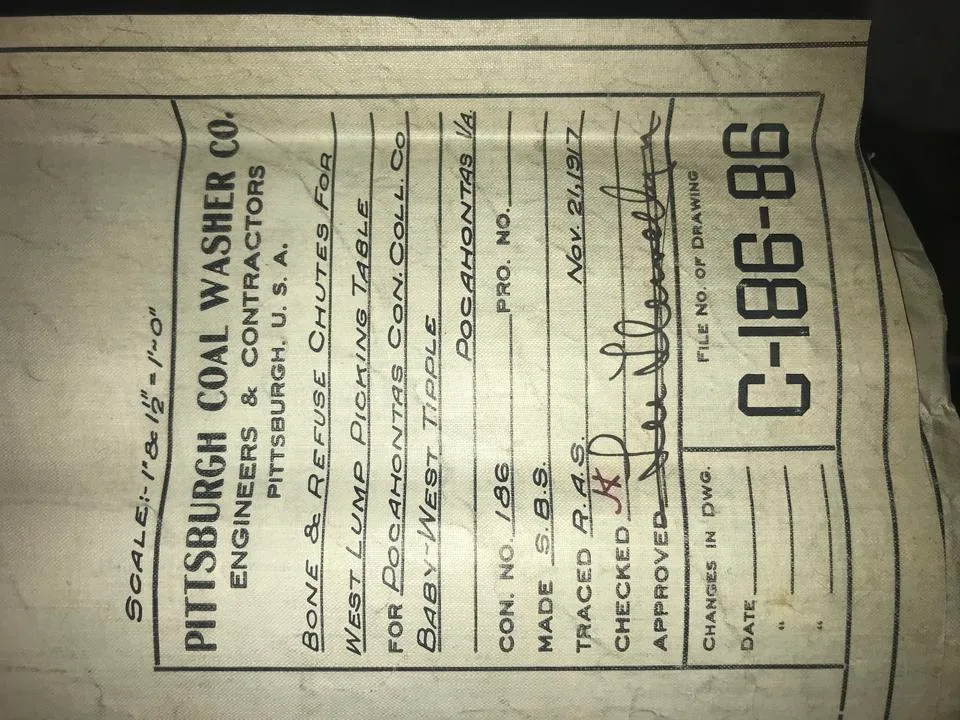 SCALE:- 1" & 1½" = 1'-0"
PITTSBURGH COAL WASHER CO.
ENGINEERS & CONTRACTORS
PITTSBURGH. U. S. A.
BONE & REFUSE CHUTES FOR
WEST LUMP PICKING TABLE
FOR POCAHONTAS CON. COLL. CO
BABY-WEST TIPPLE
POCAHONTAS VA
CON. NO. 186 PRO. NO.
MADE S.B.S.
TRACED R.A.S. NOV. 21, 1917
CHECKED
APPROVED
CHANGES IN DWG.
DATE
"
"
FILE NO. OF DRAWING
C-186-86